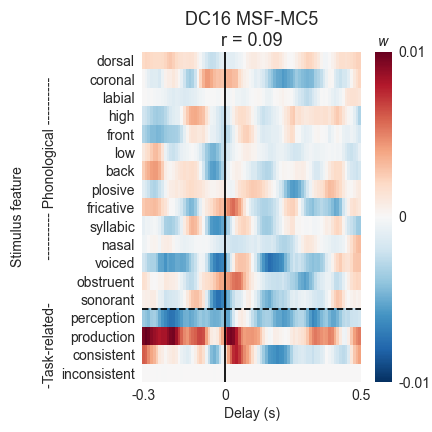 DC16 MSF-MC5
r = 0.09
w
Stimulus feature
---------- Phonological ----------
-Task-related-
dorsal
coronal
labial
high
front
low
back
plosive
fricative
syllabic
nasal
voiced
obstruent
sonorant
perception
production
consistent
inconsistent
0.01
0
-0.01
-0.3
0
0.5
Delay (s)